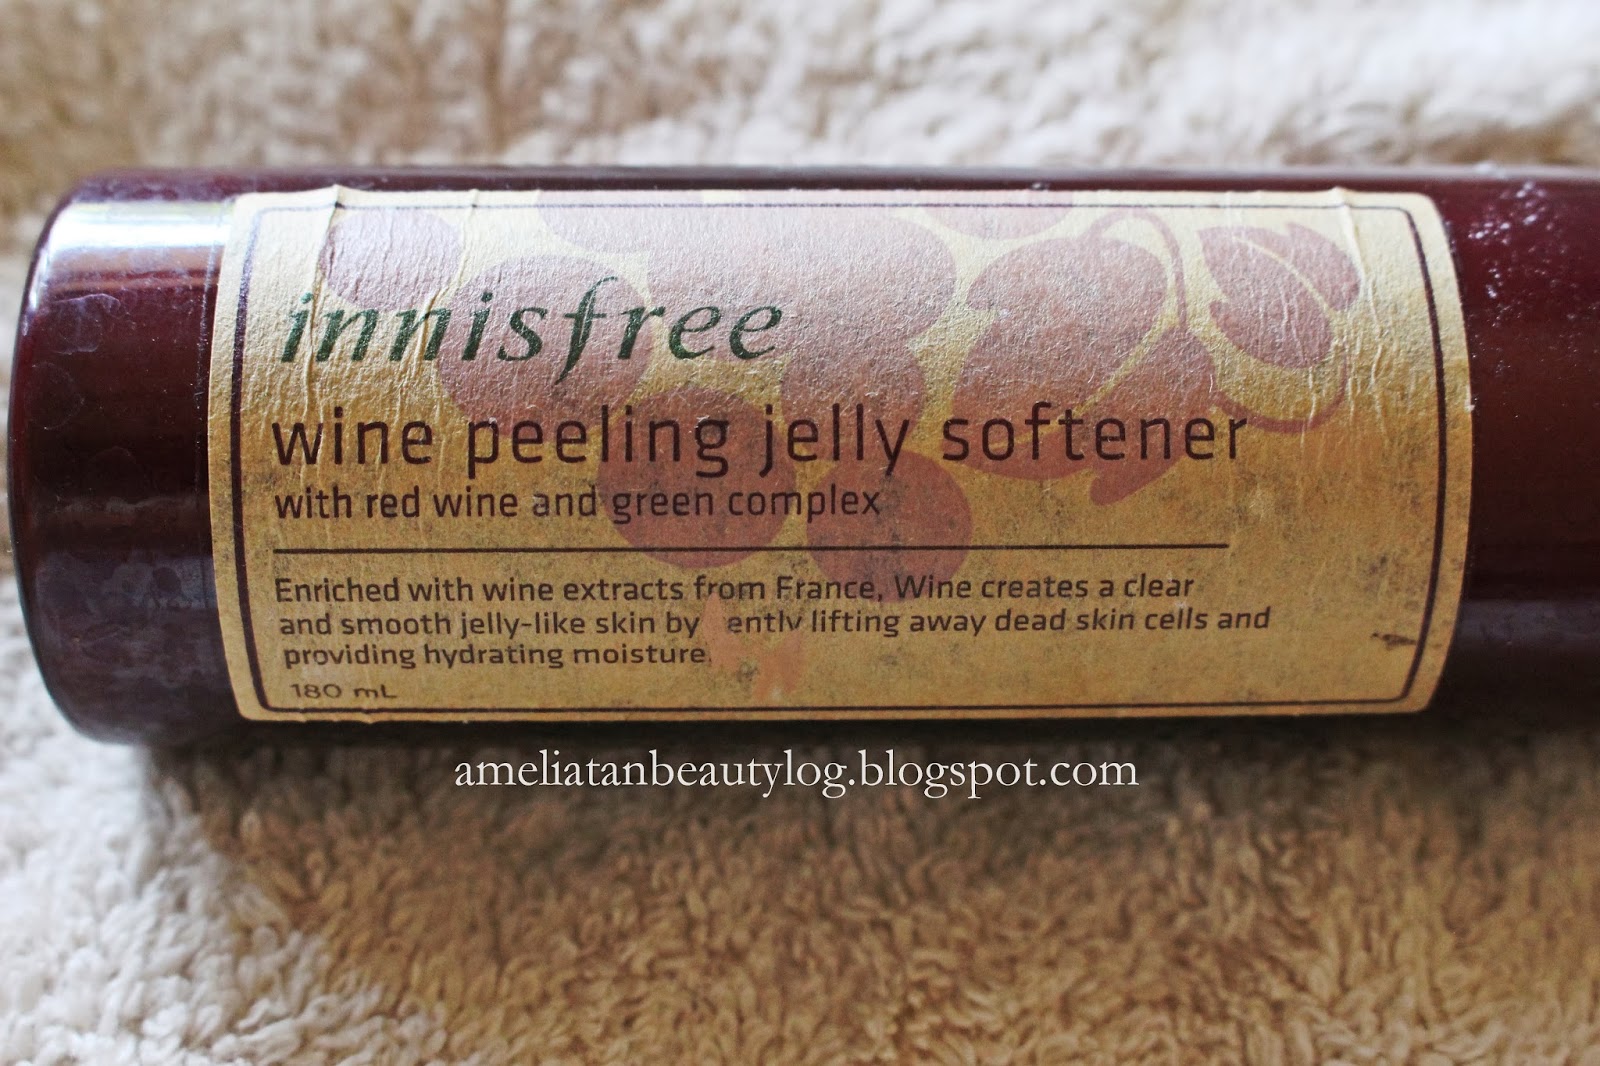 innisfree
wine peeling jelly softener
with red wine and green complex
Enriched with wine extracts from France, Wine creates a clear
and smooth jelly-like skin by ently lifting away dead skin cells and
providing hydrating moisture.
180 mL
ameliatanbeautylog.blogspot.com